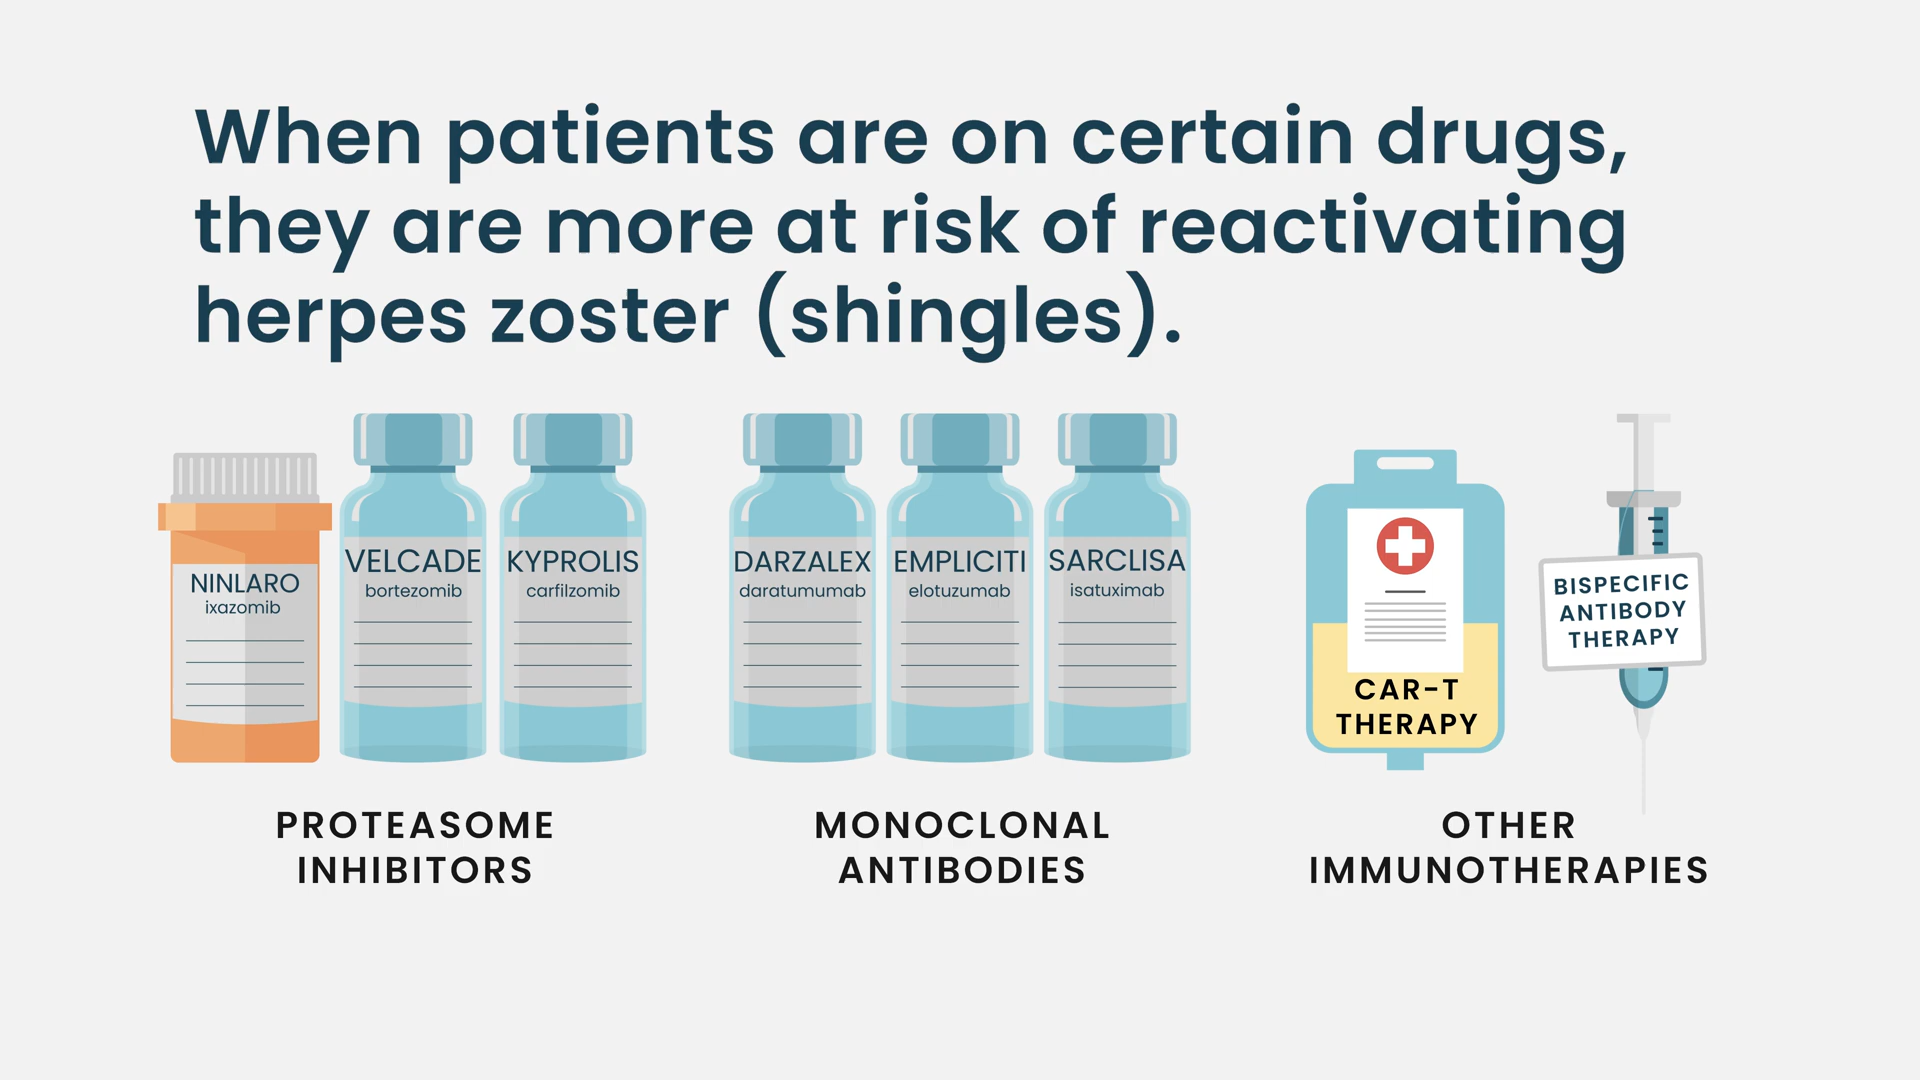 When patients are on certain drugs,
they are more at risk of reactivating
herpes zoster (shingles).
NINLARO
ixazomib
VELCADE
bortezomib
KYPROLIS
carfilzomib
DARZALEX
daratumumab
EMPLICITI
elotuzumab
SARCLISA
isatuximab
CAR-T
THERAPY
BISPECIFIC
ANTIBODY
THERAPY
PROTEASOME
INHIBITORS
MONOCLONAL
ANTIBODIES
OTHER
IMMUNOTHERAPIES